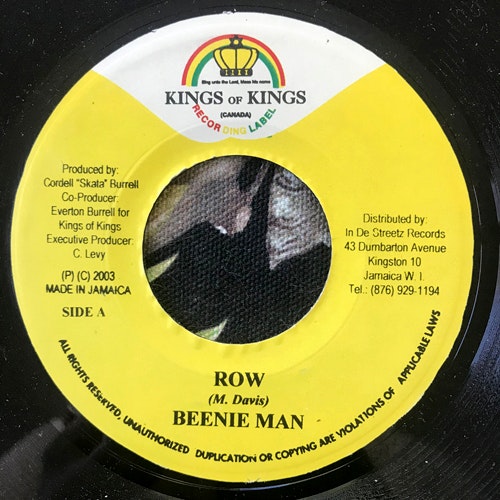 Sing unto the Lord, bless his name
KINGS OF KINGS
(CANADA)
RECORDING LABEL
Produced by:
Cordell "Skata" Burrell
Co-Producer:
Everton Burrell for
Kings of Kings
Executive Producer:
C. Levy
(P) (C) 2003
MADE IN JAMAICA
SIDE A
Distributed by:
In De Streetz Records
43 Dumbarton Avenue
Kingston 10
Jamaica W. I.
Tel.: (876) 929-1194
ROW
(M. Davis)
BEENIE MAN
ALL RIGHTS RESERVED, UNAUTHORIZED DUPLICATION OR COPYING ARE VIOLATIONS OF APPLICABLE LAWS